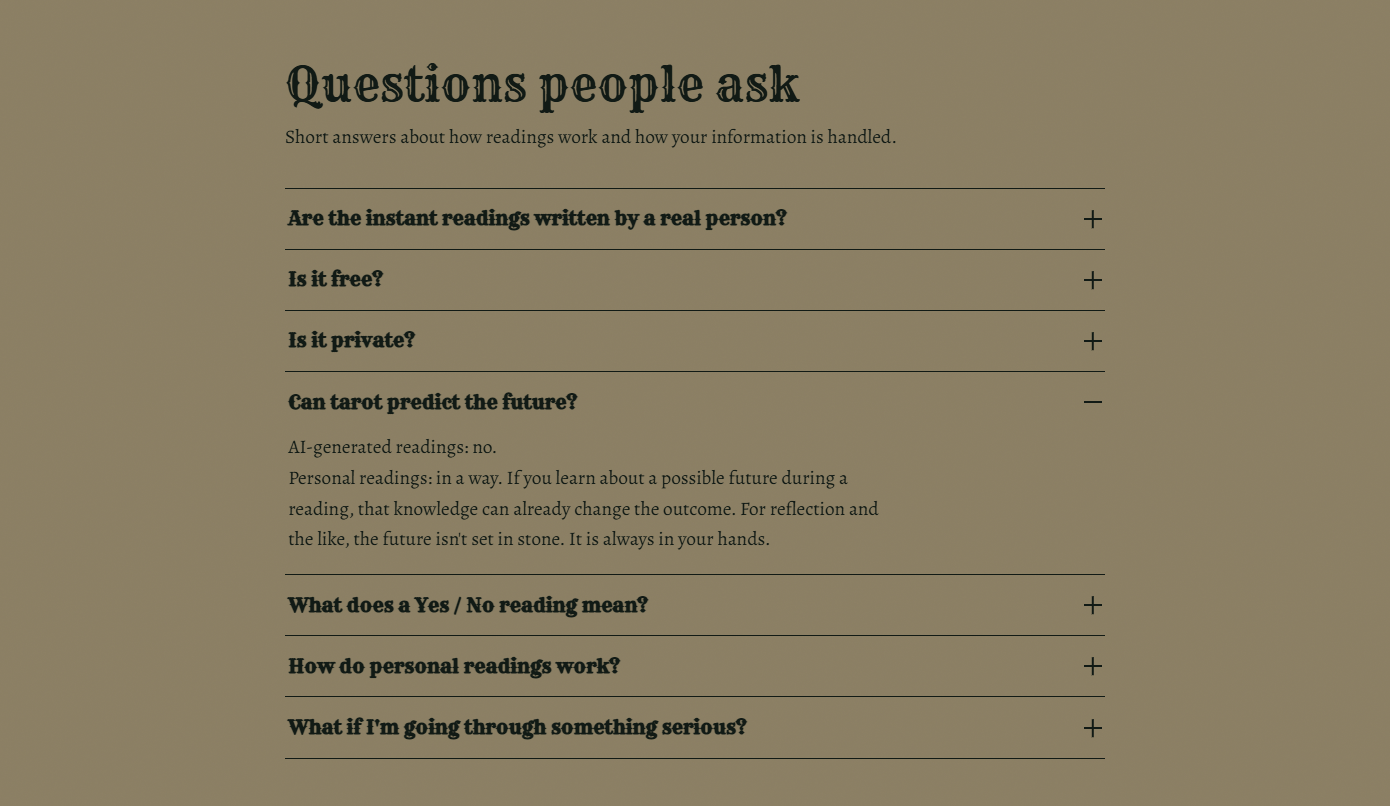 Questions people ask
Short answers about how readings work and how your information is handled.
Are the instant readings written by a real person?
Is it free?
Is it private?
Can tarot predict the future?
AI-generated readings: no.
Personal readings: in a way. If you learn about a possible future during a
reading, that knowledge can already change the outcome. For reflection and
the like, the future isn't set in stone. It is always in your hands.
What does a Yes / No reading mean?
How do personal readings work?
What if I'm going through something serious?